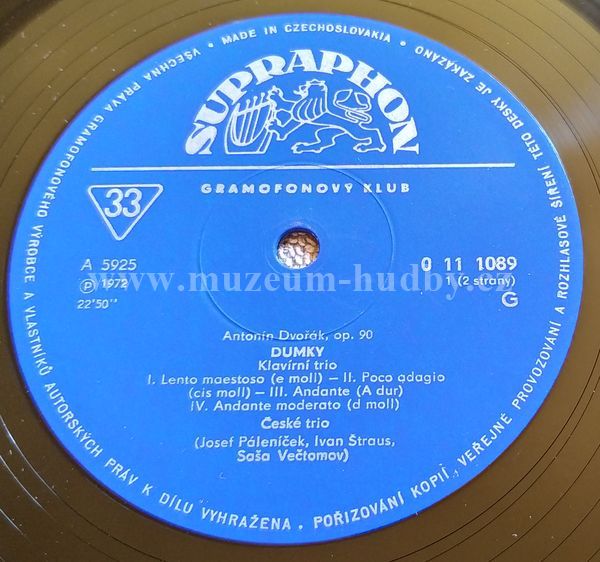 VŠECHNA PRÁVA GRAMOFONOVÉHO VÝROBCE A VLASTNÍKŮ AUTORSKÝCH PRÁV K DÍLU VYHRAŽENA. POŘIZOVÁNÍ KOPIÍ, VEŘEJNÉ PROVOZOVÁNÍ A ROZHLASOVÉ ŠÍŘENÍ TÉTO DESKY JE ZAKÁZÁNO • MADE IN CZECHOSLOVAKIA •
SUPRAPHON
GRAMOFONOVÝ KLUB
33
A 5925
0 11 1089
Ⓟ 1972
1 (2 strany)
22'50''
G
www.muzeum-hudby.cz
Antonín Dvořák, op. 90
DUMKY
Klavírní trio
I. Lento maestoso (e moll) – II. Poco adagio
(cis moll) – III. Andante (A dur)
IV. Andante moderato (d moll)
České trio
(Josef Páleníček, Ivan Štraus,
Saša Večtomov)